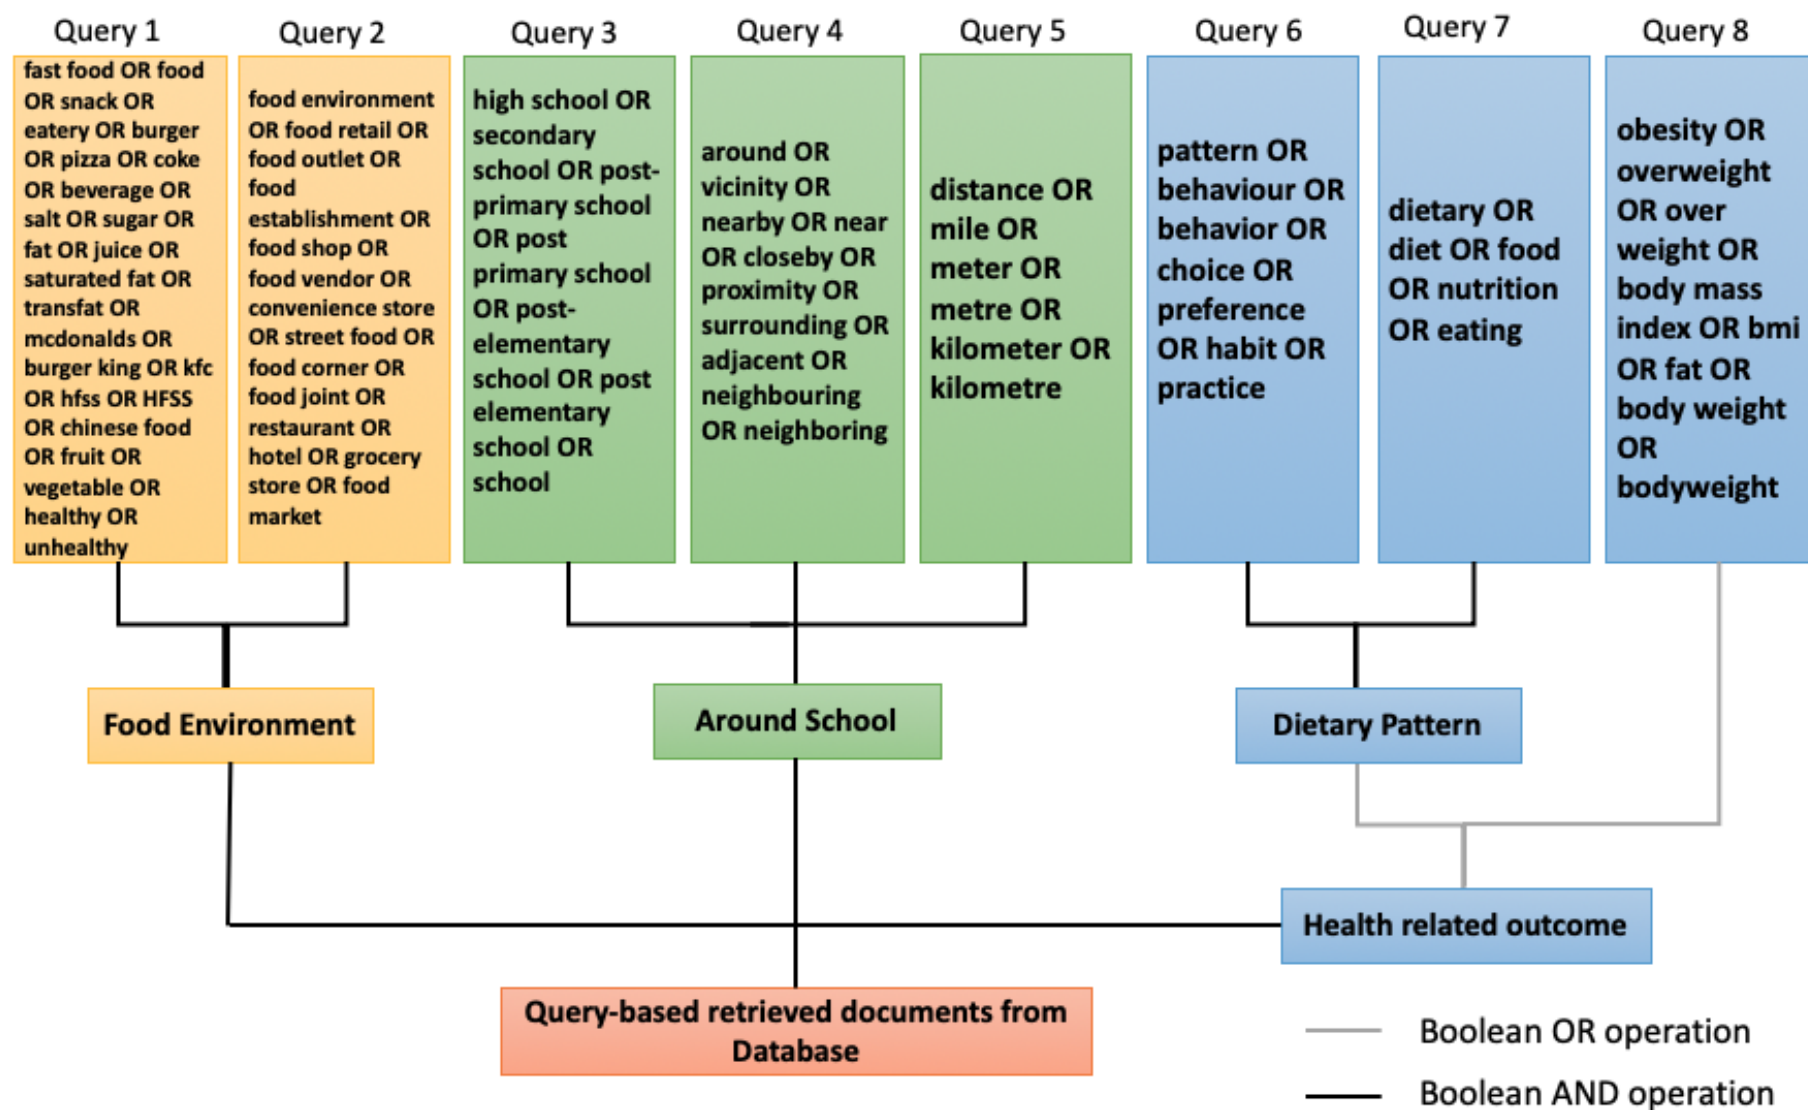 Query 1
fast food OR food
OR snack OR
eatery OR burger
OR pizza OR coke
OR beverage OR
salt OR sugar OR
fat OR juice OR
saturated fat OR
transfat OR
mcdonalds OR
burger king OR kfc
OR hfss OR HFSS
OR chinese food
OR fruit OR
vegetable OR
healthy OR
unhealthy
Query 2
food environment
OR food retail OR
food outlet OR
food
establishment OR
food shop OR
food vendor OR
convenience store
OR street food OR
food corner OR
food joint OR
restaurant OR
hotel OR grocery
store OR food
market
Query 3
high school OR
secondary
school OR post-
primary school
OR post
primary school
OR post-
elementary
school OR post
elementary
school OR
school
Query 4
around OR
vicinity OR
nearby OR near
OR closeby OR
proximity OR
surrounding OR
adjacent OR
neighbouring
OR neighboring
Query 5
distance OR
mile OR
meter OR
metre OR
kilometer OR
kilometre
Query 6
pattern OR
behaviour OR
behavior OR
choice OR
preference
OR habit OR
practice
Query 7
dietary OR
diet OR food
OR nutrition
OR eating
Query 8
obesity OR
overweight
OR over
weight OR
body mass
index OR bmi
OR fat OR
body weight
OR
bodyweight
Food Environment
Around School
Dietary Pattern
Health related outcome
Query-based retrieved documents from
Database
Boolean OR operation
Boolean AND operation